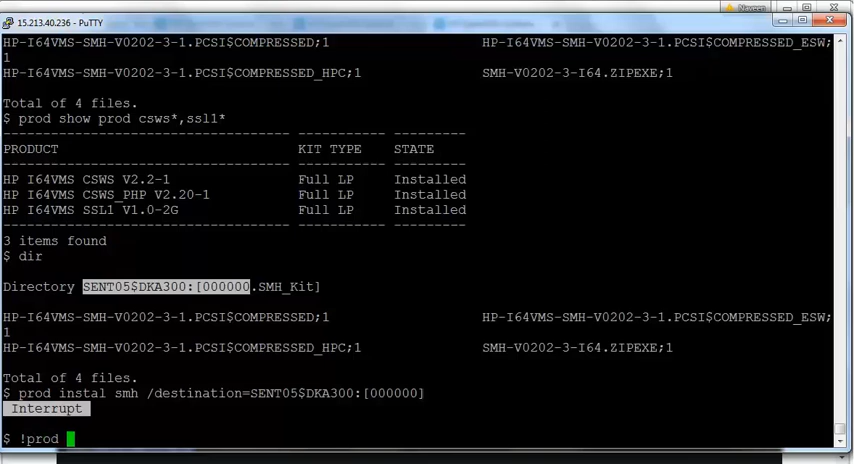 Naveen
15.213.40.236 - PuTTY
HP-I64VMS-SMH-V0202-3-1.PCSI$COMPRESSED;1 HP-I64VMS-SMH-V0202-3-1.PCSI$COMPRESSED_ESW;
1
HP-I64VMS-SMH-V0202-3-1.PCSI$COMPRESSED_HPC;1 SMH-V0202-3-I64.ZIPEXE;1
Total of 4 files.
$ prod show prod csws*,ssl1*
----------------------------------- ----------- ---------
PRODUCT KIT TYPE STATE
----------------------------------- ----------- ---------
HP I64VMS CSWS V2.2-1 Full LP Installed
HP I64VMS CSWS_PHP V2.20-1 Full LP Installed
HP I64VMS SSL1 V1.0-2G Full LP Installed
----------------------------------- ----------- ---------
3 items found
$ dir
Directory SENT05$DKA300:[000000.SMH_Kit]
HP-I64VMS-SMH-V0202-3-1.PCSI$COMPRESSED;1 HP-I64VMS-SMH-V0202-3-1.PCSI$COMPRESSED_ESW;
1
HP-I64VMS-SMH-V0202-3-1.PCSI$COMPRESSED_HPC;1 SMH-V0202-3-I64.ZIPEXE;1
Total of 4 files.
$ prod instal smh /destination=SENT05$DKA300:[000000]
Interrupt
$ !prod